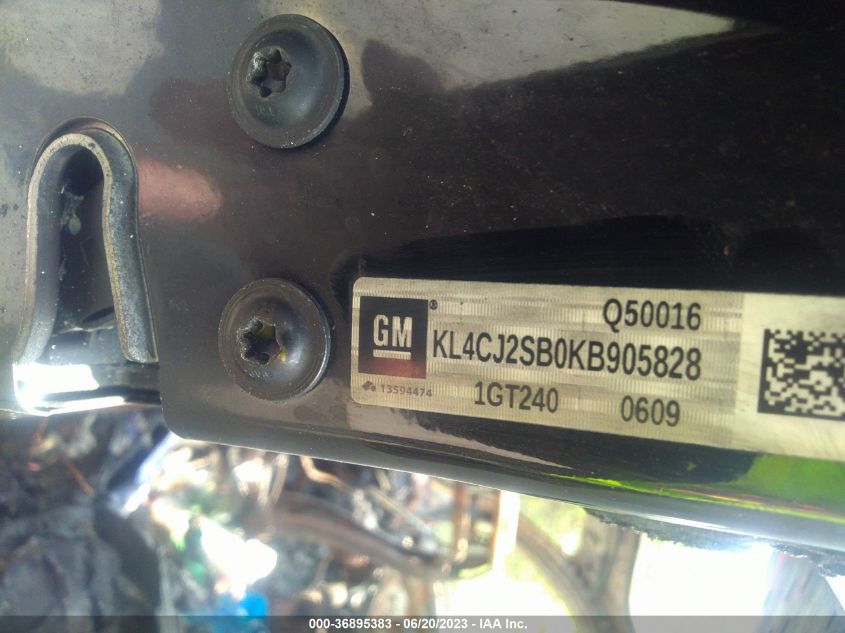 Q50016
GM ®
KL4CJ2SB0KB905828
13594474
1GT240 0609
000-36895383 - 06/20/2023 - IAA Inc.